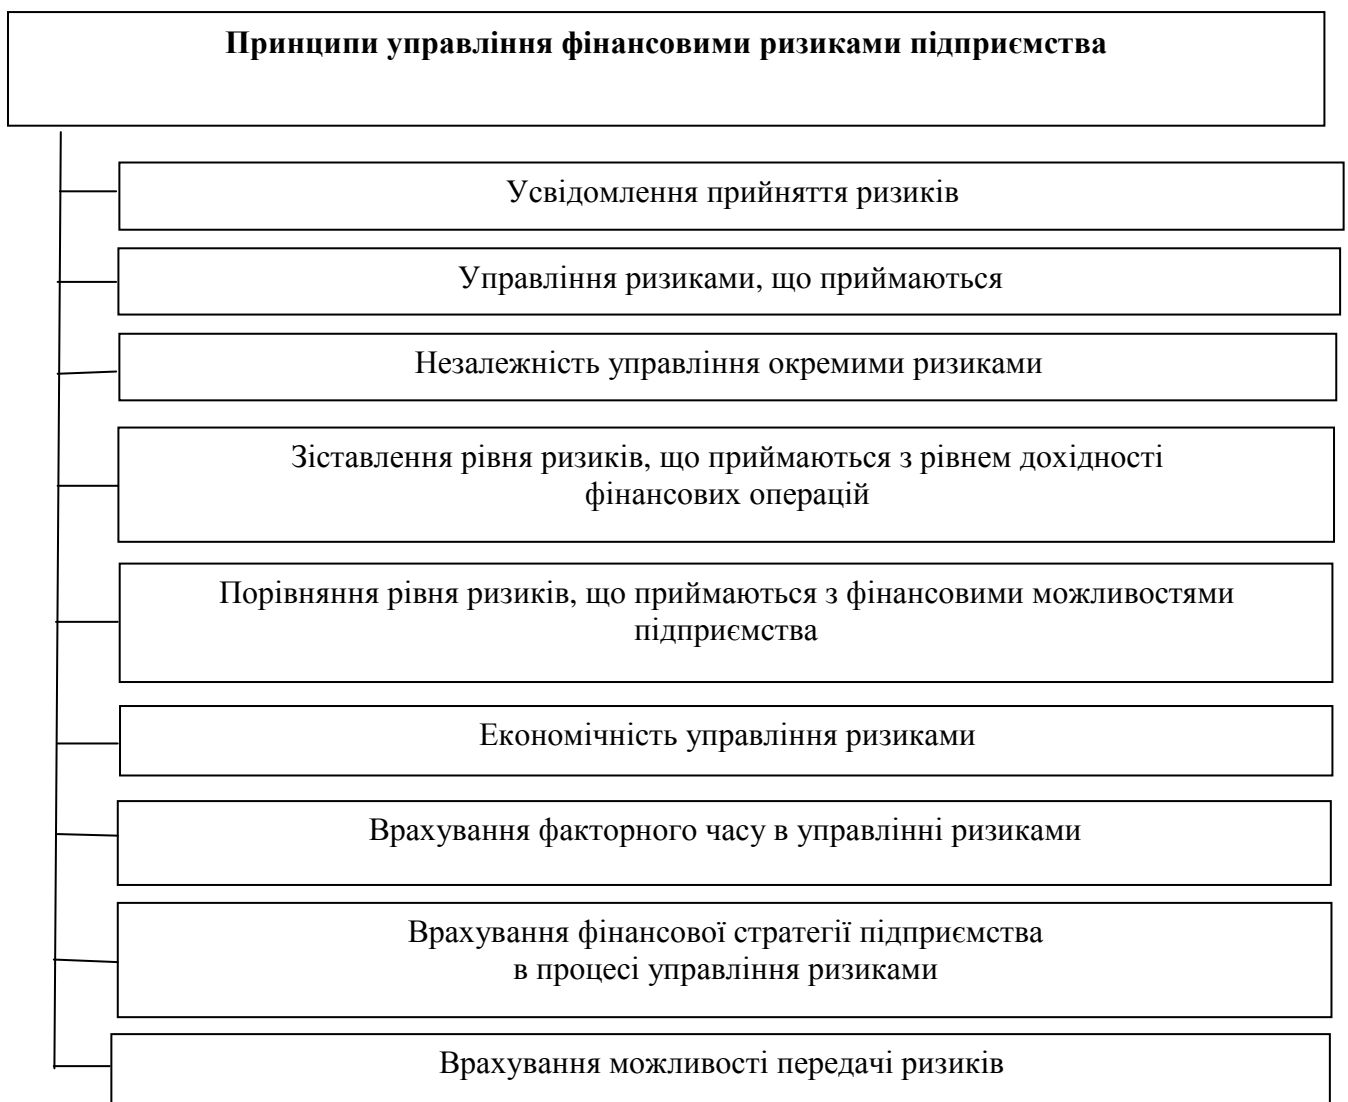 Принципи управління фінансовими ризиками підприємства
Усвідомлення прийняття ризиків
Управління ризиками, що приймаються
Незалежність управління окремими ризиками
Зіставлення рівня ризиків, що приймаються з рівнем дохідності
фінансових операцій
Порівняння рівня ризиків, що приймаються з фінансовими можливостями
підприємства
Економічність управління ризиками
Врахування факторного часу в управлінні ризиками
Врахування фінансової стратегії підприємства
в процесі управління ризиками
Врахування можливості передачі ризиків